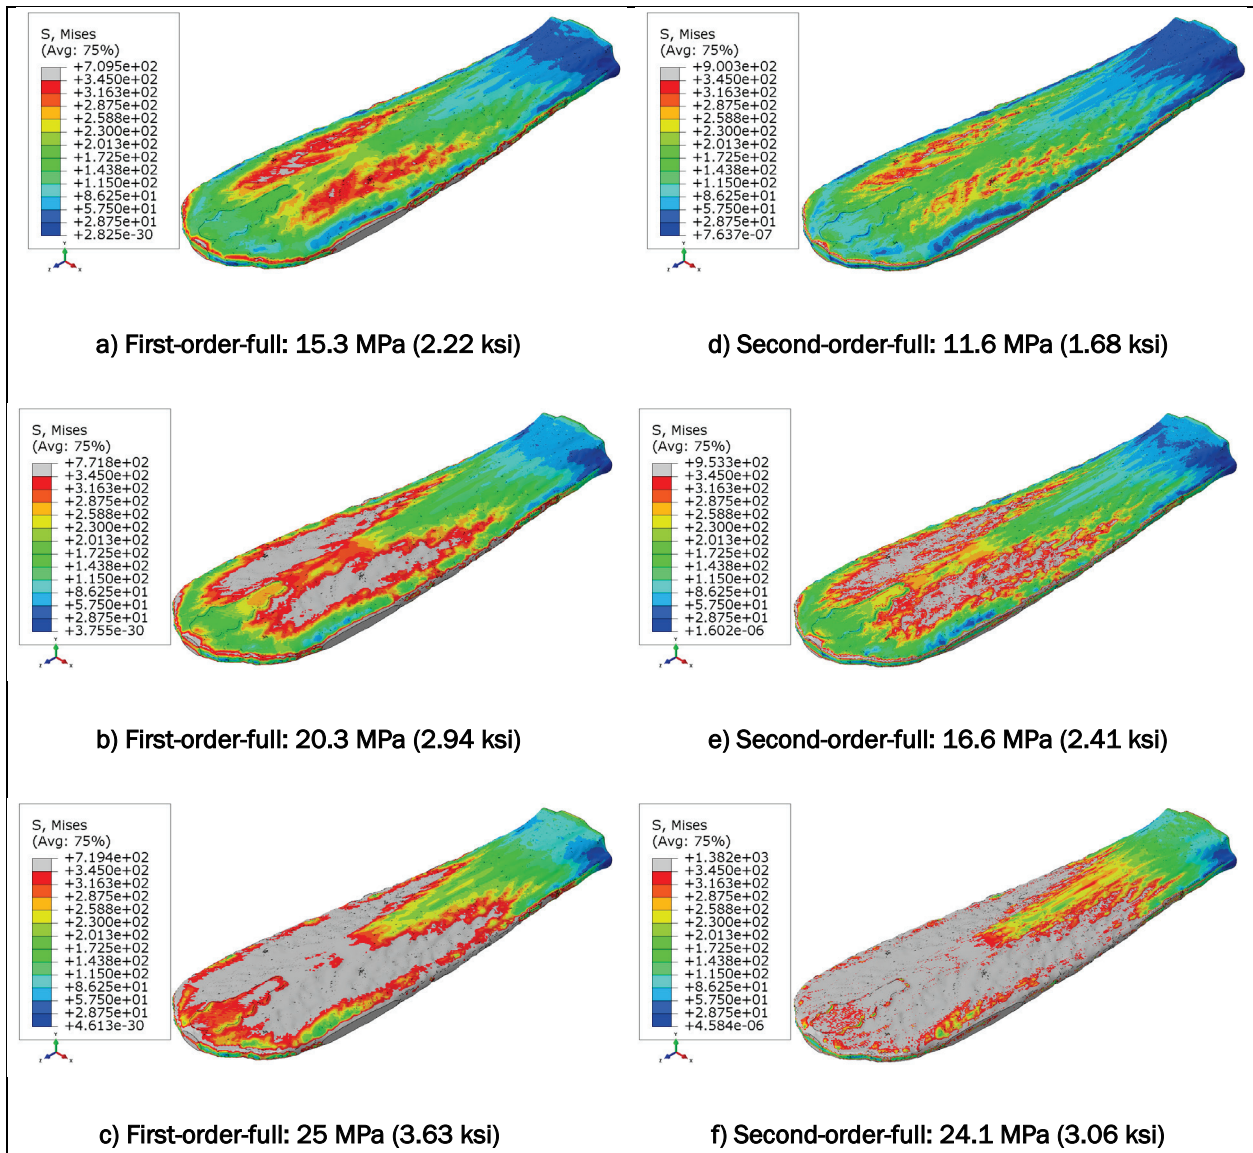 S, Mises
(Avg: 75%)
+7.095e+02
+3.450e+02
+3.163e+02
+2.875e+02
+2.588e+02
+2.300e+02
+2.013e+02
+1.725e+02
+1.438e+02
+1.150e+02
+8.625e+01
+5.750e+01
+2.875e+01
+2.825e-30
Y
Z
X
a) First-order-full: 15.3 MPa (2.22 ksi)
S, Mises
(Avg: 75%)
+9.003e+02
+3.450e+02
+3.163e+02
+2.875e+02
+2.588e+02
+2.300e+02
+2.013e+02
+1.725e+02
+1.438e+02
+1.150e+02
+8.625e+01
+5.750e+01
+2.875e+01
+7.637e-07
Y
Z
X
d) Second-order-full: 11.6 MPa (1.68 ksi)
S, Mises
(Avg: 75%)
+7.718e+02
+3.450e+02
+3.163e+02
+2.875e+02
+2.588e+02
+2.300e+02
+2.013e+02
+1.725e+02
+1.438e+02
+1.150e+02
+8.625e+01
+5.750e+01
+2.875e+01
+3.755e-30
Y
Z
X
b) First-order-full: 20.3 MPa (2.94 ksi)
S, Mises
(Avg: 75%)
+9.533e+02
+3.450e+02
+3.163e+02
+2.875e+02
+2.588e+02
+2.300e+02
+2.013e+02
+1.725e+02
+1.438e+02
+1.150e+02
+8.625e+01
+5.750e+01
+2.875e+01
+1.602e-06
Y
Z
X
e) Second-order-full: 16.6 MPa (2.41 ksi)
S, Mises
(Avg: 75%)
+7.194e+02
+3.450e+02
+3.163e+02
+2.875e+02
+2.588e+02
+2.300e+02
+2.013e+02
+1.725e+02
+1.438e+02
+1.150e+02
+8.625e+01
+5.750e+01
+2.875e+01
+4.613e-30
Y
Z
X
c) First-order-full: 25 MPa (3.63 ksi)
S, Mises
(Avg: 75%)
+1.382e+03
+3.450e+02
+3.163e+02
+2.875e+02
+2.588e+02
+2.300e+02
+2.013e+02
+1.725e+02
+1.438e+02
+1.150e+02
+8.625e+01
+5.750e+01
+2.875e+01
+4.584e-06
Y
Z
X
f) Second-order-full: 24.1 MPa (3.06 ksi)